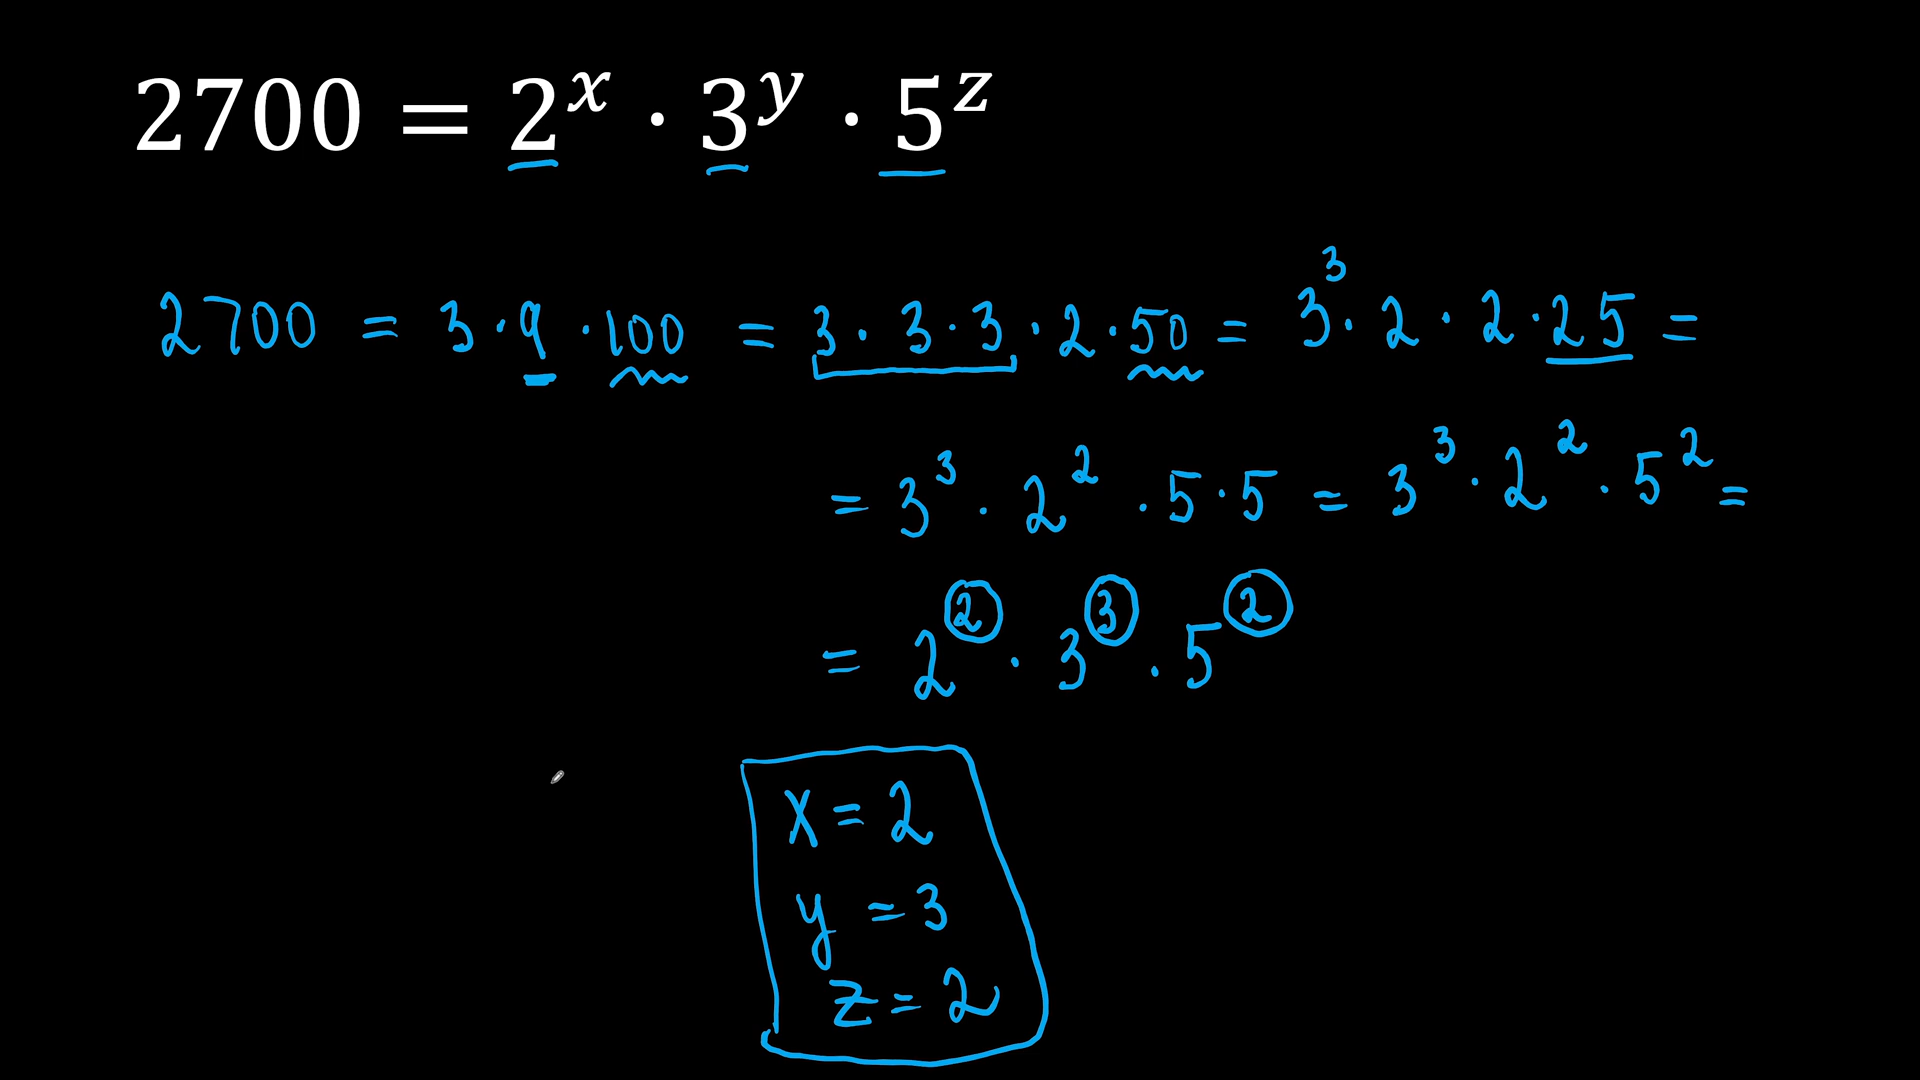 2700 = 2^x · 3^y · 5^z
2700 = 3 · 9 · 100 = 3 · 3 · 3 · 2 · 50 = 3^3 · 2 · 2 · 25 =
= 3^3 · 2^2 · 5 · 5 = 3^3 · 2^2 · 5^2 =
= 2^2 · 3^3 · 5^2
x = 2
y = 3
z = 2